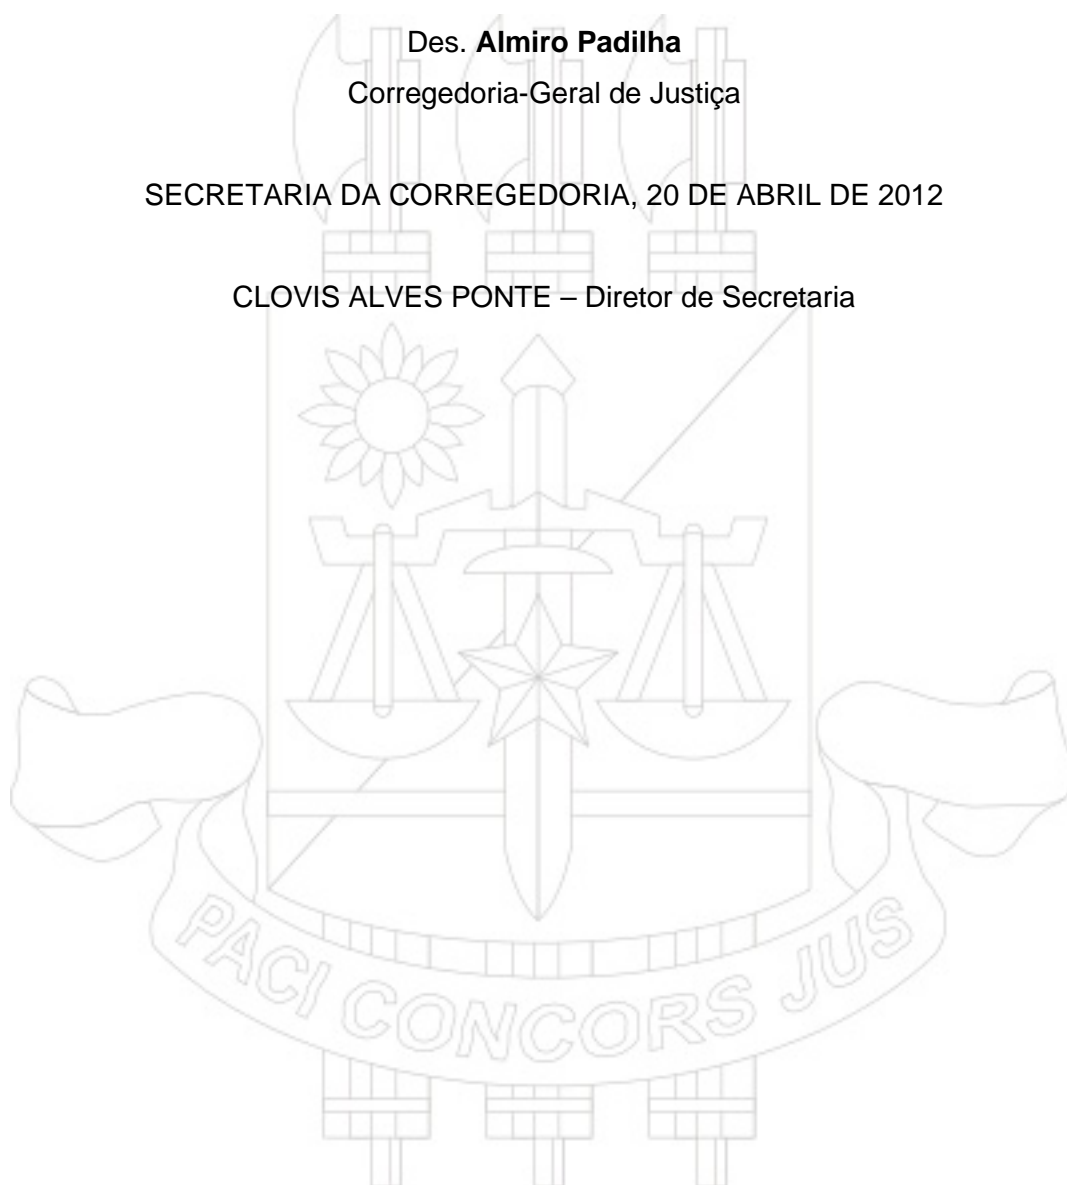 Des. Almiro Padilha
Corregedoria-Geral de Justiça
SECRETARIA DA CORREGEDORIA, 20 DE ABRIL DE 2012
CLOVIS ALVES PONTE – Diretor de Secretaria
PACI CONCORS JUS